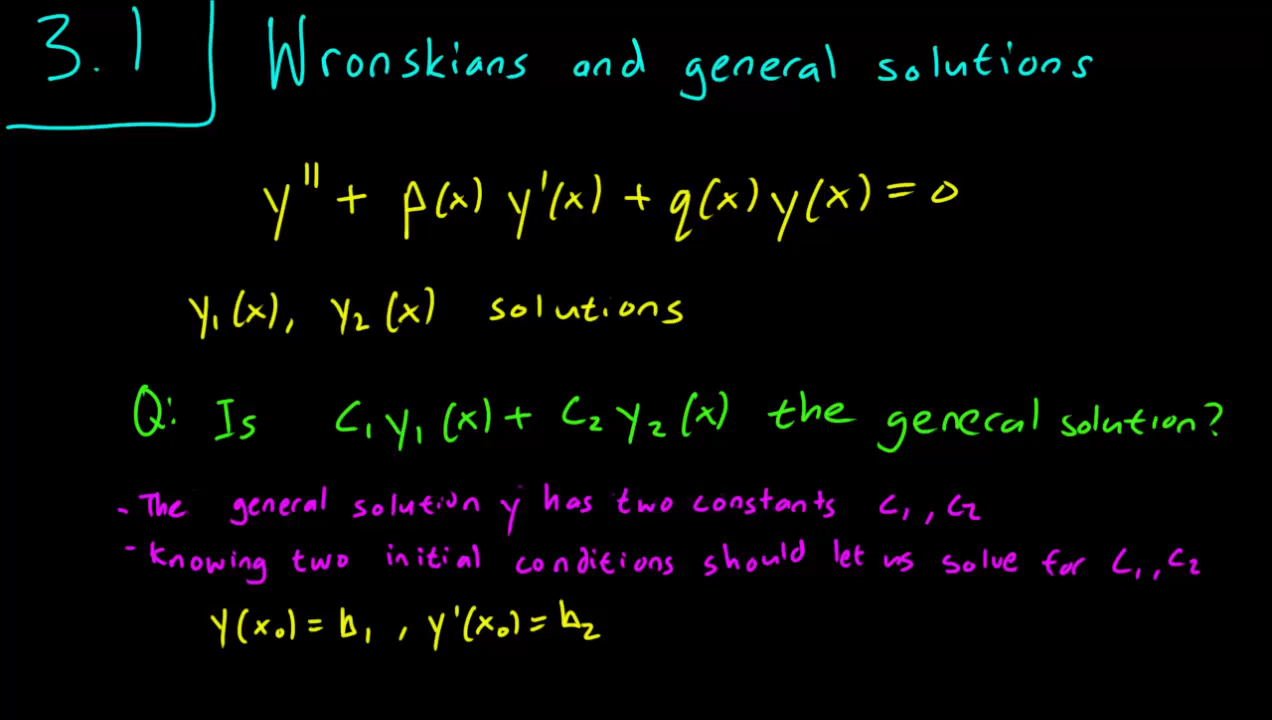 3.1 Wronskians and general solutions
y'' + p(x) y'(x) + q(x) y(x) = 0
y₁(x), y₂(x) solutions
Q: Is c₁y₁(x) + c₂y₂(x) the general solution?
- The general solution y has two constants c₁, c₂
- Knowing two initial conditions should let us solve for c₁, c₂
y(x₀) = b₁, y'(x₀) = b₂